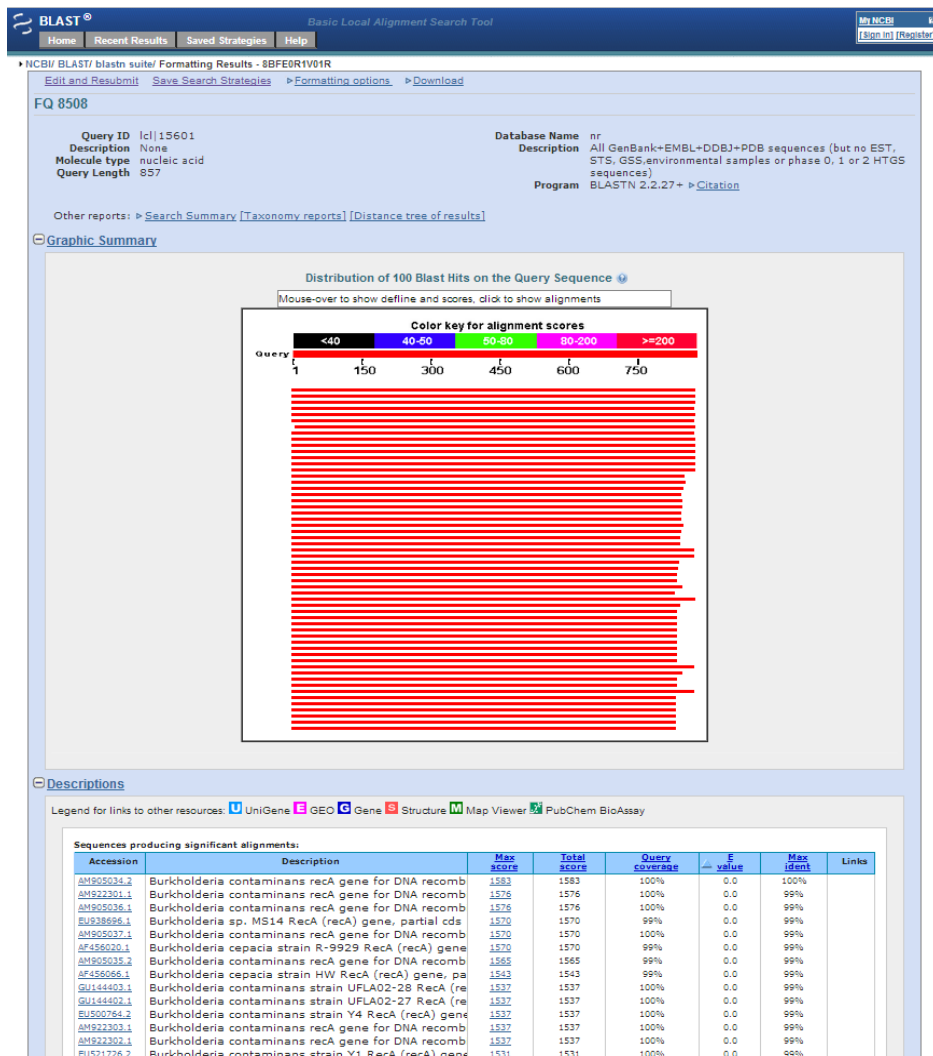 BLAST®
Basic Local Alignment Search Tool
My NCBI
Home Recent Results Saved Strategies Help
[Sign In] [Register
NCBI/ BLAST/ blastn suite/ Formatting Results - 8BFE0R1V01R
Edit and Resubmit Save Search Strategies Formatting options Download
FQ 8508
Query ID lcl|15601
Description None
Molecule type nucleic acid
Query Length 857
Database Name nr
Description All GenBank+EMBL+DDBJ+PDB sequences (but no EST,
STS, GSS,environmental samples or phase 0, 1 or 2 HTGS
sequences)
Program BLASTN 2.2.27+ Citation
Other reports: Search Summary [Taxonomy reports] [Distance tree of results]
Graphic Summary
Distribution of 100 Blast Hits on the Query Sequence
Mouse-over to show defline and scores, click to show alignments
Color key for alignment scores
<40 40-50 50-80 80-200 >=200
Query
1 150 300 450 600 750
Descriptions
Legend for links to other resources: U UniGene E GEO G Gene S Structure M Map Viewer PubChem BioAssay
Sequences producing significant alignments:
Accession Description Max score Total score Query coverage E value Max ident Links
AM905034.2 Burkholderia contaminans recA gene for DNA recomb 1583 1583 100% 0.0 100%
AM922301.1 Burkholderia contaminans recA gene for DNA recomb 1576 1576 100% 0.0 99%
AM905036.1 Burkholderia contaminans recA gene for DNA recomb 1576 1576 100% 0.0 99%
EU938696.1 Burkholderia sp. MS14 RecA (recA) gene, partial cds 1570 1570 99% 0.0 99%
AM905037.1 Burkholderia contaminans recA gene for DNA recomb 1570 1570 100% 0.0 99%
AF456020.1 Burkholderia cepacia strain R-9929 RecA (recA) gene 1570 1570 99% 0.0 99%
AM905035.2 Burkholderia contaminans recA gene for DNA recomb 1565 1565 99% 0.0 99%
AF456066.1 Burkholderia cepacia strain HW RecA (recA) gene, pa 1543 1543 99% 0.0 99%
GU144403.1 Burkholderia contaminans strain UFLA02-28 RecA (re 1537 1537 100% 0.0 99%
GU144402.1 Burkholderia contaminans strain UFLA02-27 RecA (re 1537 1537 100% 0.0 99%
EU500764.2 Burkholderia contaminans strain Y4 RecA (recA) gene 1537 1537 100% 0.0 99%
AM922303.1 Burkholderia contaminans recA gene for DNA recomb 1537 1537 100% 0.0 99%
AM922302.1 Burkholderia contaminans recA gene for DNA recomb 1537 1537 100% 0.0 99%
EU521726.2 Burkholderia contaminans strain Y1 RecA (recA) gene 1531 1531 100% 0.0 99%